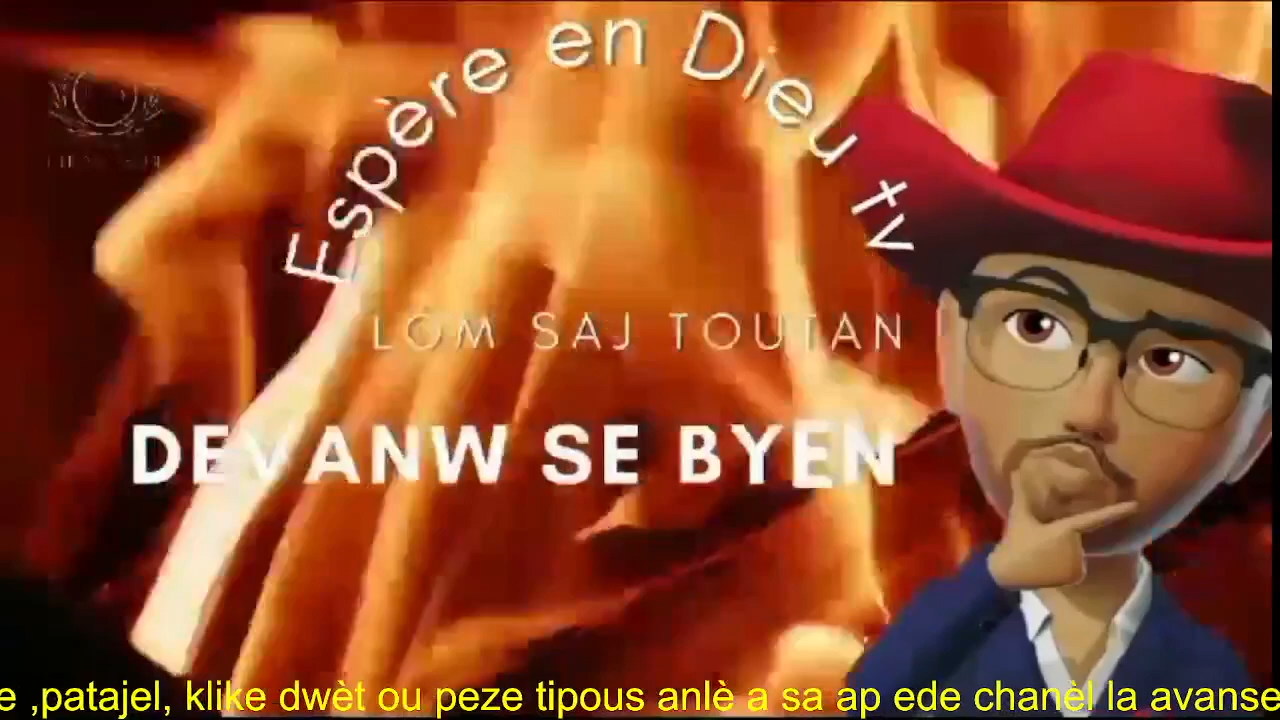 Espère en Dieu tv
LOM SAJ TOUTAN
DEVANW SE BYEN
e ,patajel, klike dwèt ou peze tipous anlè a sa ap ede chanèl la avanse